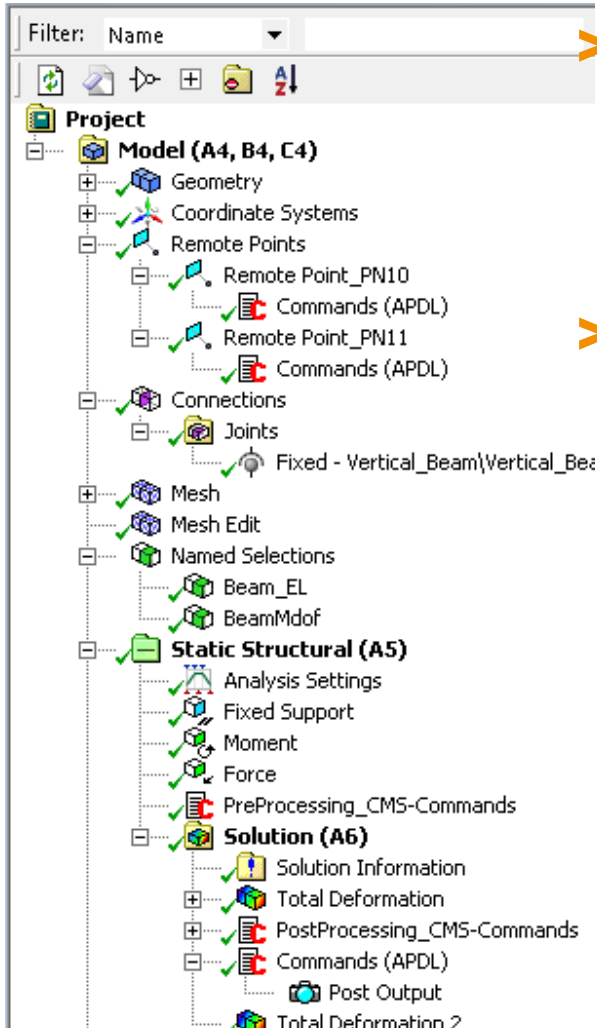 Filter: Name
Project
Model (A4, B4, C4)
Geometry
Coordinate Systems
Remote Points
Remote Point_PN10
Commands (APDL)
Remote Point_PN11
Commands (APDL)
Connections
Joints
Fixed - Vertical_Beam\Vertical_Bea
Mesh
Mesh Edit
Named Selections
Beam_EL
BeamMdof
Static Structural (A5)
Analysis Settings
Fixed Support
Moment
Force
PreProcessing_CMS-Commands
Solution (A6)
Solution Information
Total Deformation
PostProcessing_CMS-Commands
Commands (APDL)
Post Output
Total Deformation 2